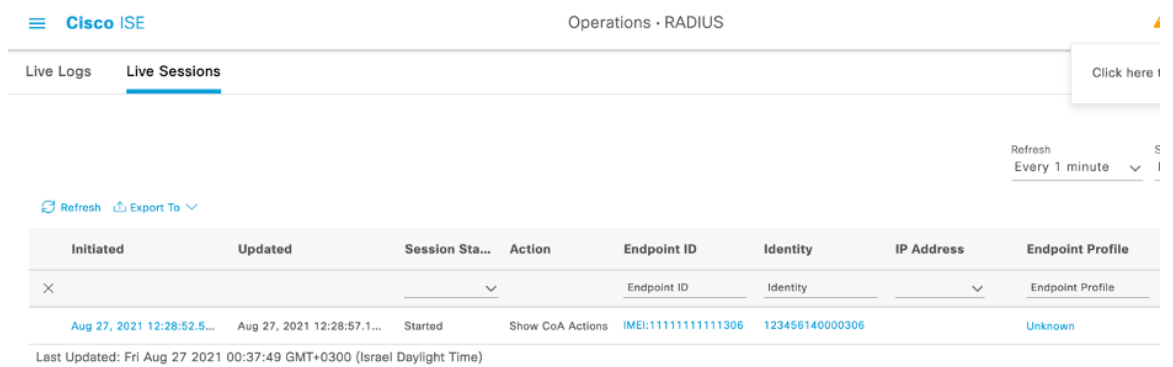 Cisco ISE
Operations · RADIUS
Live Logs Live Sessions
Click here
Refresh
Every 1 minute
Refresh Export To
Initiated Updated Session Sta... Action Endpoint ID Identity IP Address Endpoint Profile
Endpoint ID Identity Endpoint Profile
Aug 27, 2021 12:28:52.5... Aug 27, 2021 12:28:57.1... Started Show CoA Actions IMEI:11111111111306 123456140000306 Unknown
Last Updated: Fri Aug 27 2021 00:37:49 GMT+0300 (Israel Daylight Time)